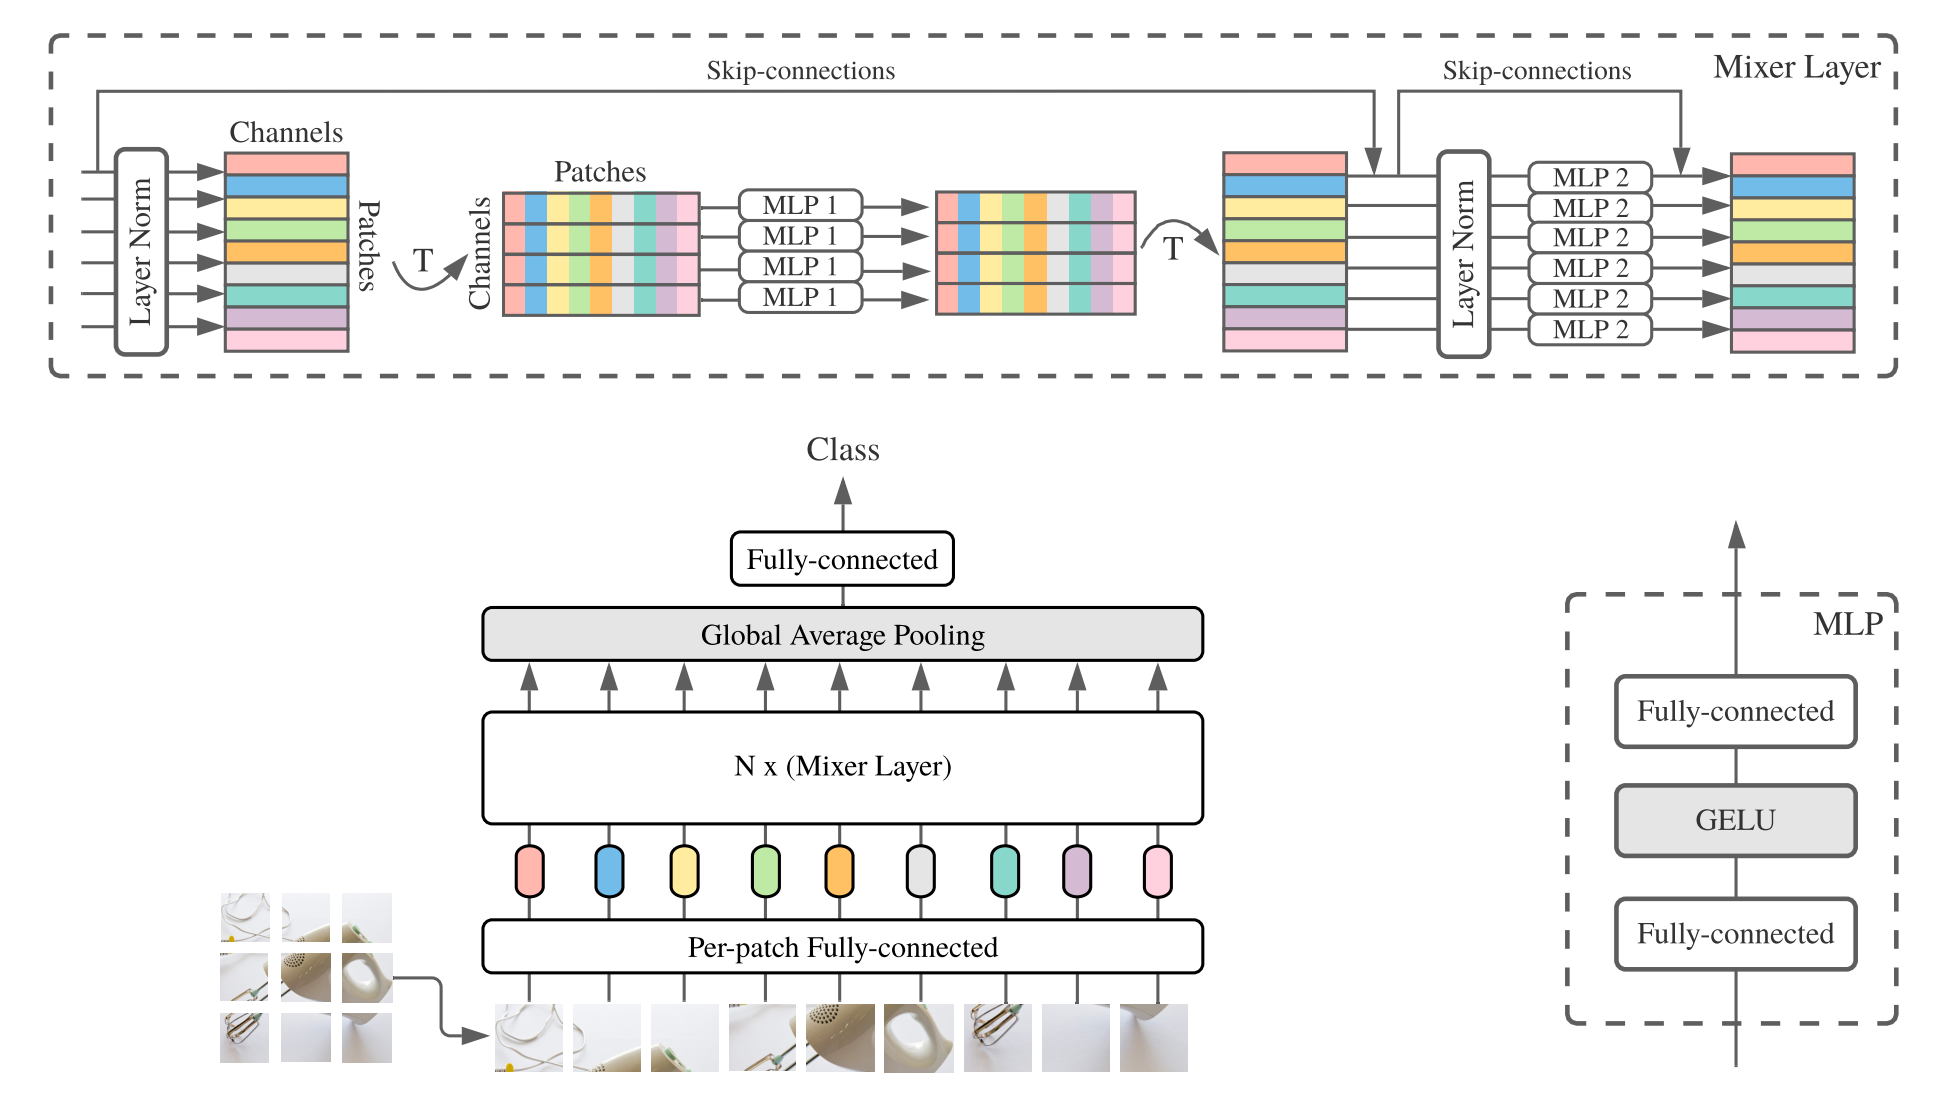 Mixer Layer
Skip-connections
Skip-connections
Channels
Patches
Layer Norm
T
Patches
Channels
MLP 1
MLP 1
MLP 1
MLP 1
T
Layer Norm
MLP 2
MLP 2
MLP 2
MLP 2
MLP 2
MLP 2
Class
Fully-connected
Global Average Pooling
N x (Mixer Layer)
Per-patch Fully-connected
MLP
Fully-connected
GELU
Fully-connected